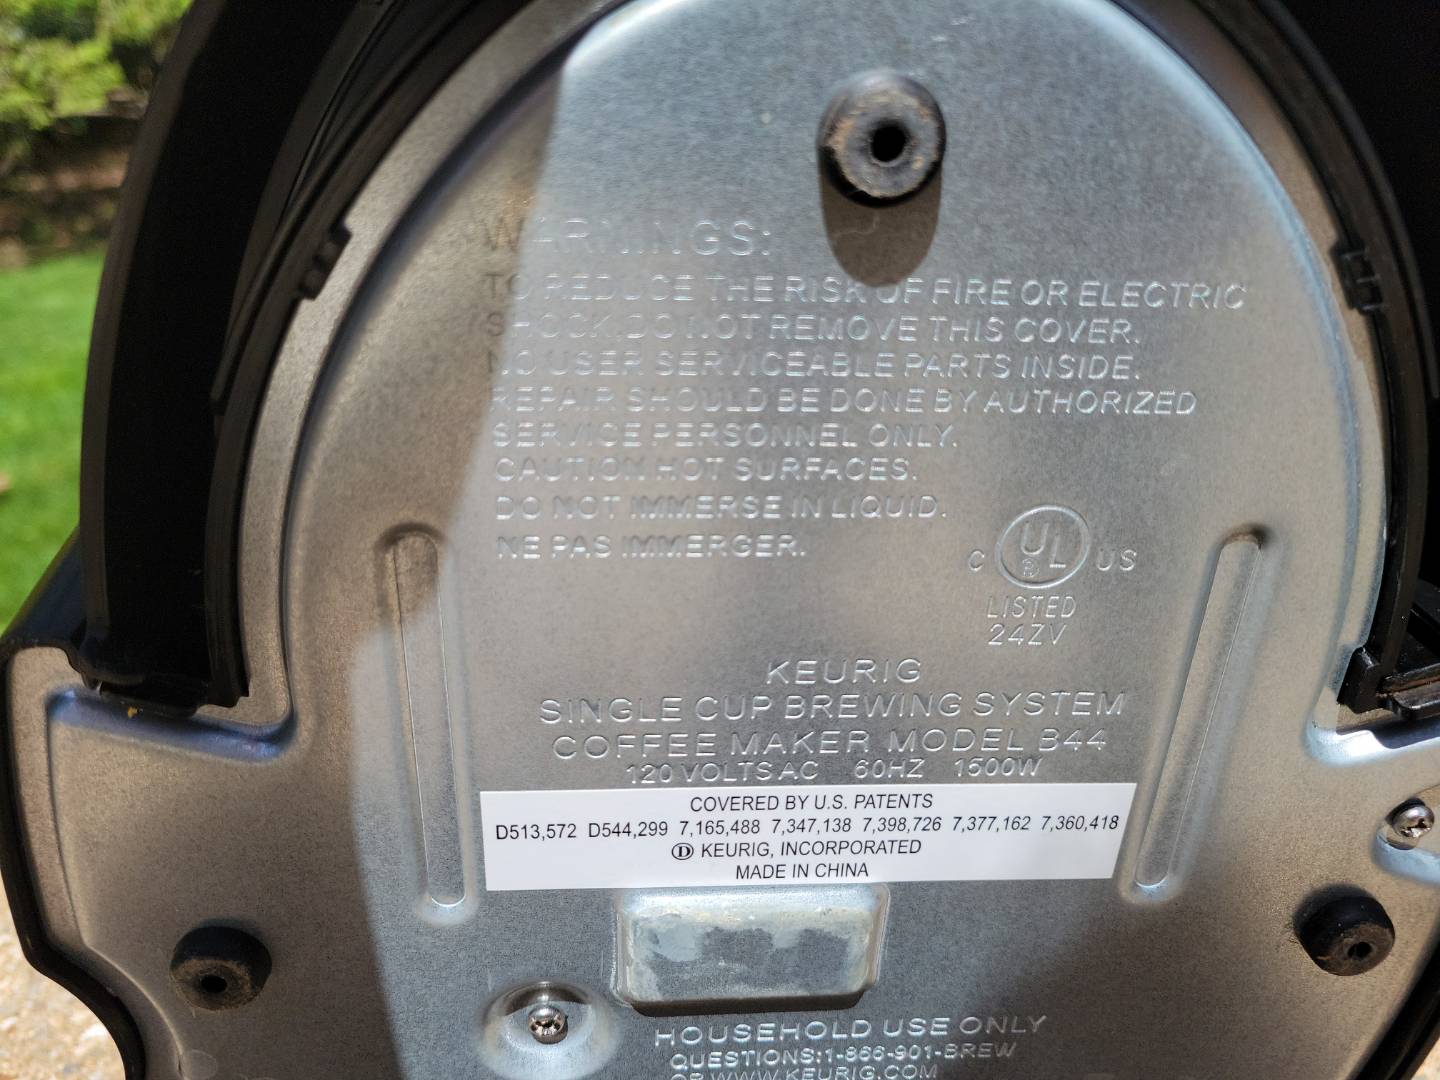 WARNINGS:
TO REDUCE THE RISK OF FIRE OR ELECTRIC
SHOCK, DO NOT REMOVE THIS COVER.
NO USER SERVICEABLE PARTS INSIDE.
REPAIR SHOULD BE DONE BY AUTHORIZED
SERVICE PERSONNEL ONLY.
CAUTION HOT SURFACES.
DO NOT IMMERSE IN LIQUID.
NE PAS IMMERGER.
C UL ® US
LISTED
24ZV
KEURIG
SINGLE CUP BREWING SYSTEM
COFFEE MAKER MODEL B44
120 VOLTS AC 60HZ 1500W
COVERED BY U.S. PATENTS
D513,572 D544,299 7,165,488 7,347,138 7,398,726 7,377,162 7,360,418
Ⓓ KEURIG, INCORPORATED
MADE IN CHINA
HOUSEHOLD USE ONLY
QUESTIONS:1-866-901-BREW
OR WWW.KEURIG.COM